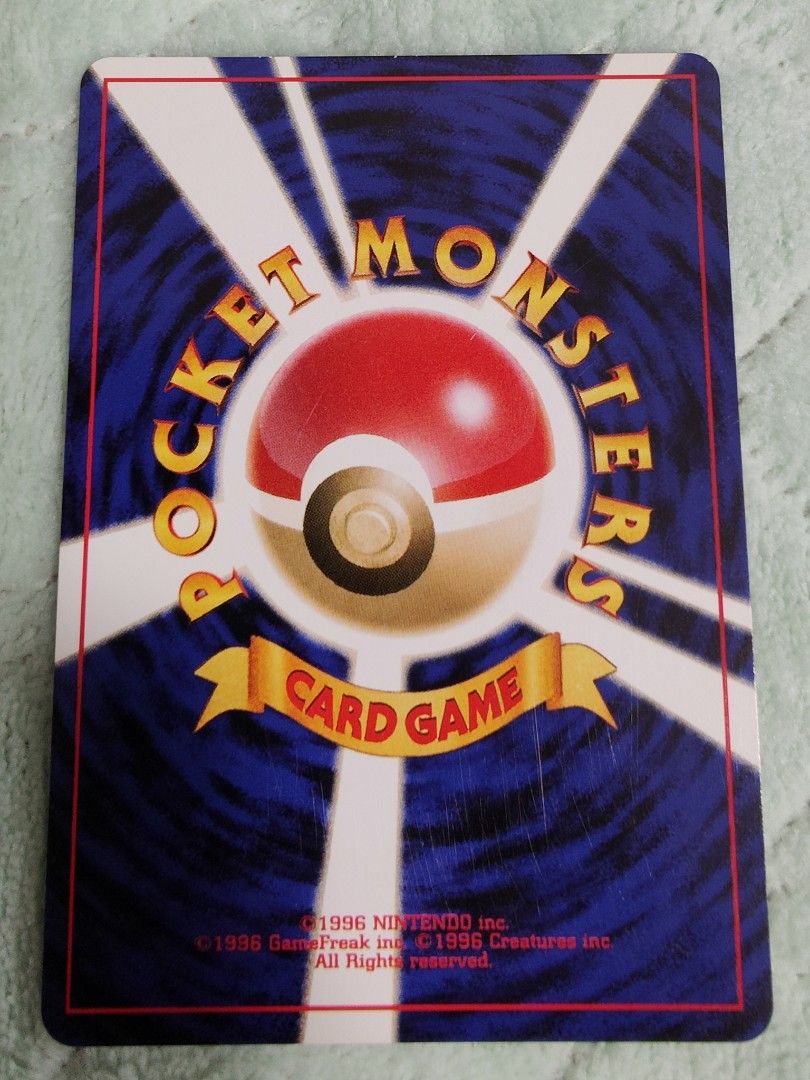 POCKET MONSTERS
CARD GAME
©1996 NINTENDO inc.
©1996 GameFreak inc. ©1996 Creatures inc.
All Rights reserved.